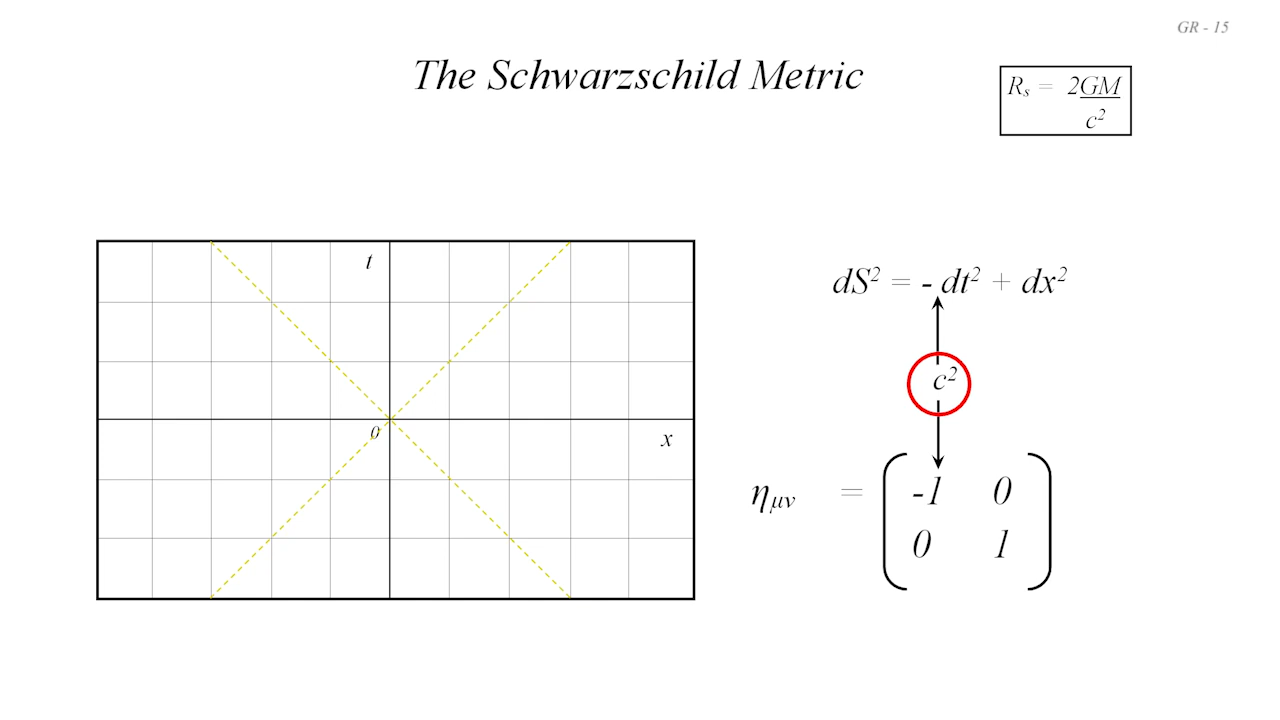 GR - 15
The Schwarzschild Metric
Rs = 2GM
c²
t
0
x
dS² = - dt² + dx²
c²
ημν = -1 0
0 1